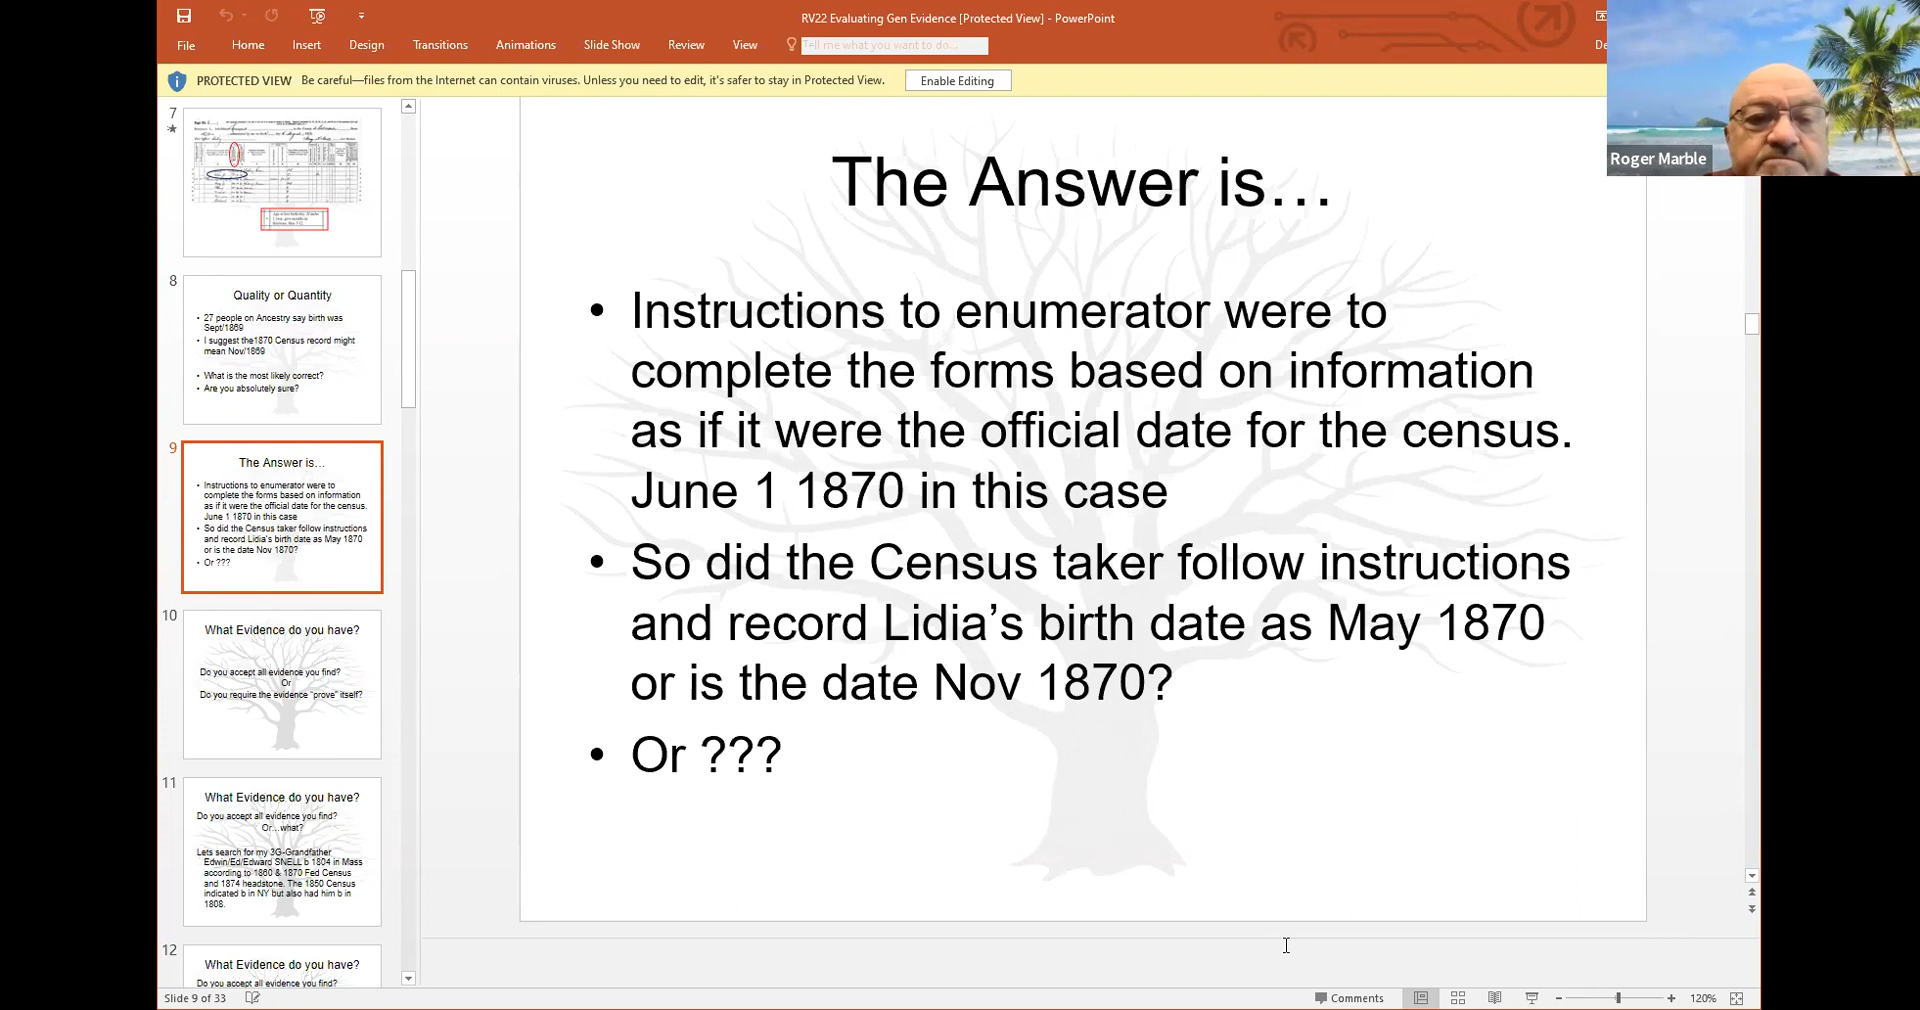 RV22 Evaluating Gen Evidence [Protected View] - PowerPoint
File Home Insert Design Transitions Animations Slide Show Review View Tell me what you want to do...
PROTECTED VIEW Be careful—files from the Internet can contain viruses. Unless you need to edit, it's safer to stay in Protected View. Enable Editing
Roger Marble
7
8
Quality or Quantity
• 27 people on Ancestry say birth was
Sept/1869
• I suggest the1870 Census record might
mean Nov/1869
• What is the most likely correct?
• Are you absolutely sure?
9
The Answer is…
• Instructions to enumerator were to
complete the forms based on information
as if it were the official date for the census.
June 1 1870 in this case
• So did the Census taker follow instructions
and record Lidia's birth date as May 1870
or is the date Nov 1870?
• Or ???
10
What Evidence do you have?
Do you accept all evidence you find?
Or
Do you require the evidence "prove" itself?
11
What Evidence do you have?
Do you accept all evidence you find?
Or…what?
Lets search for my 3G-Grandfather
Edwin/Ed/Edward SNELL b 1804 in Mass
according to 1860 & 1870 Fed Census
and 1874 headstone. The 1850 Census
indicated b in NY but also had him b in
1808.
12
What Evidence do you have?
Do you accept all evidence you find?
The Answer is…
• Instructions to enumerator were to
complete the forms based on information
as if it were the official date for the census.
June 1 1870 in this case
• So did the Census taker follow instructions
and record Lidia’s birth date as May 1870
or is the date Nov 1870?
• Or ???
Slide 9 of 33 Comments 120%